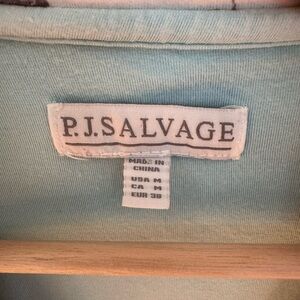 P.J.SALVAGE
MADE IN
CHINA
USA M
CA M
EUR 38